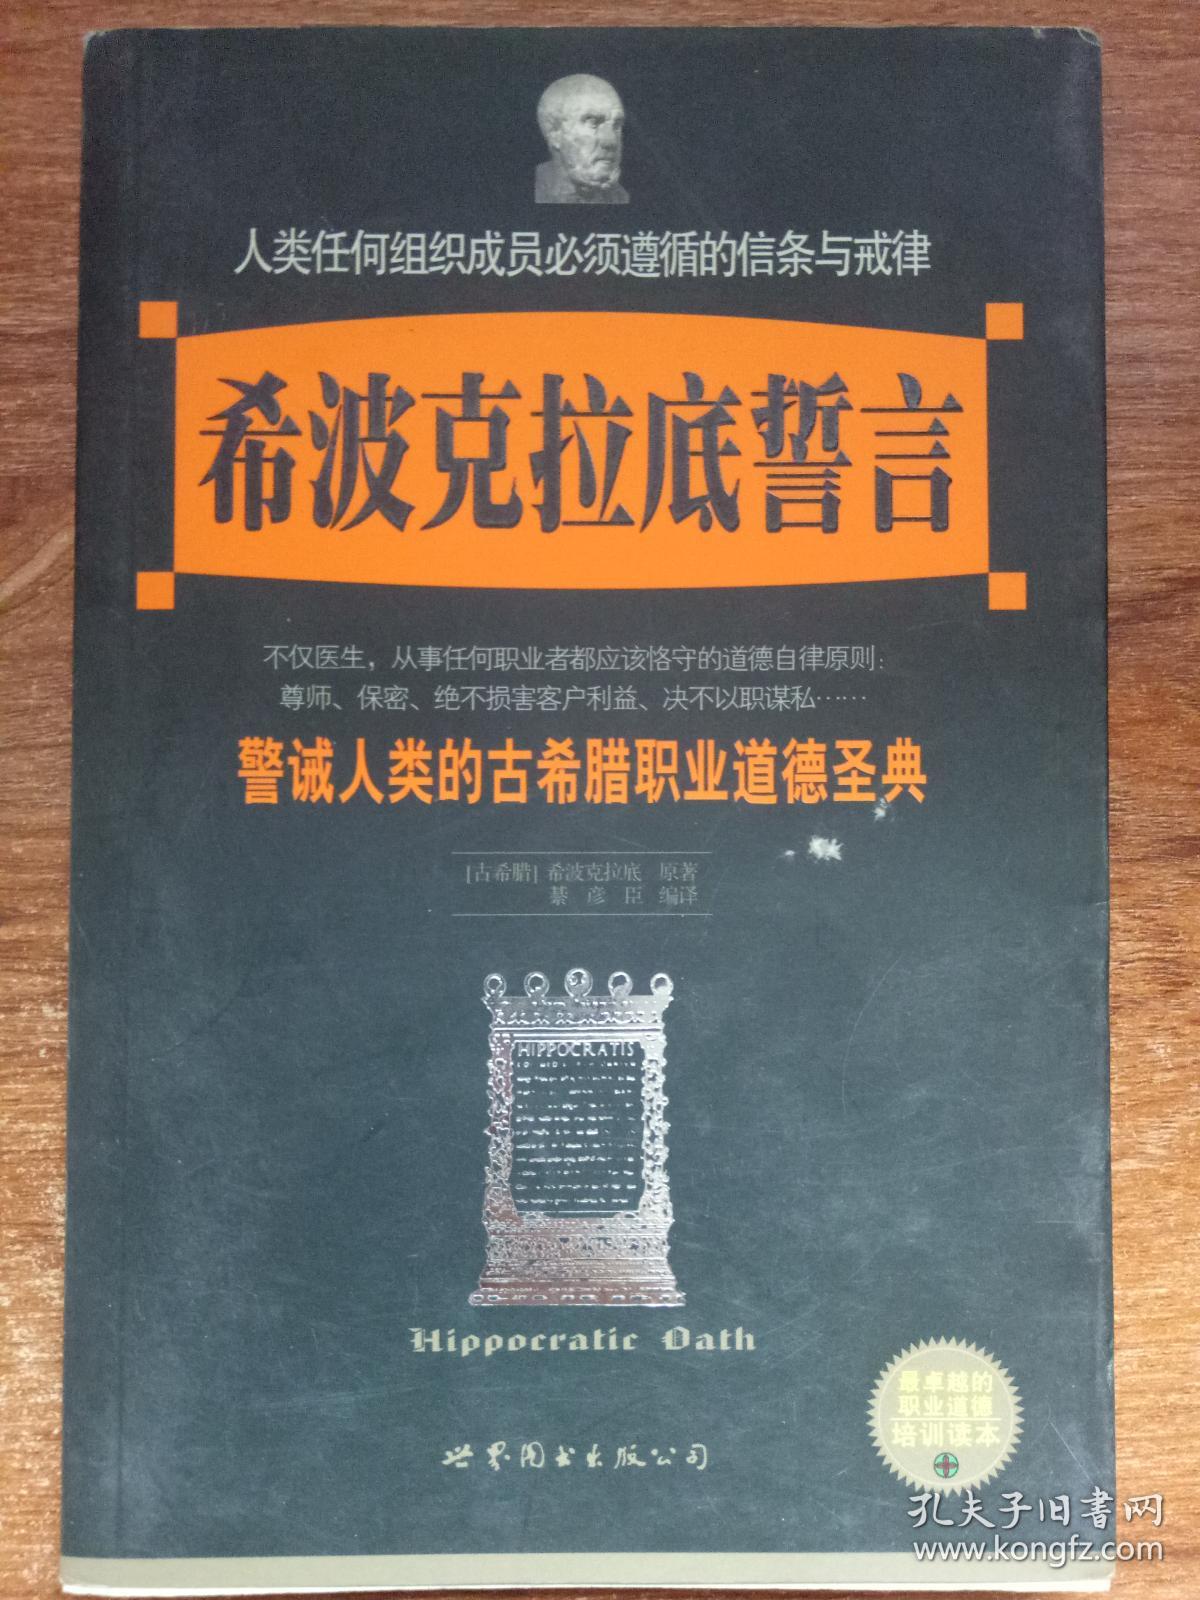 人类任何组织成员必须遵循的信条与戒律
希波克拉底誓言
不仅医生，从事任何职业者都应该恪守的道德自律原则：
尊师、保密、绝不损害客户利益、决不以职谋私……
警诫人类的古希腊职业道德圣典
[古希腊] 希波克拉底 原著
綦彦臣 编译
HIPPOCRATIS
Hippocratic Oath
最卓越的
职业道德
培训读本
世界图书出版公司
孔夫子旧书网
www.kongfz.com